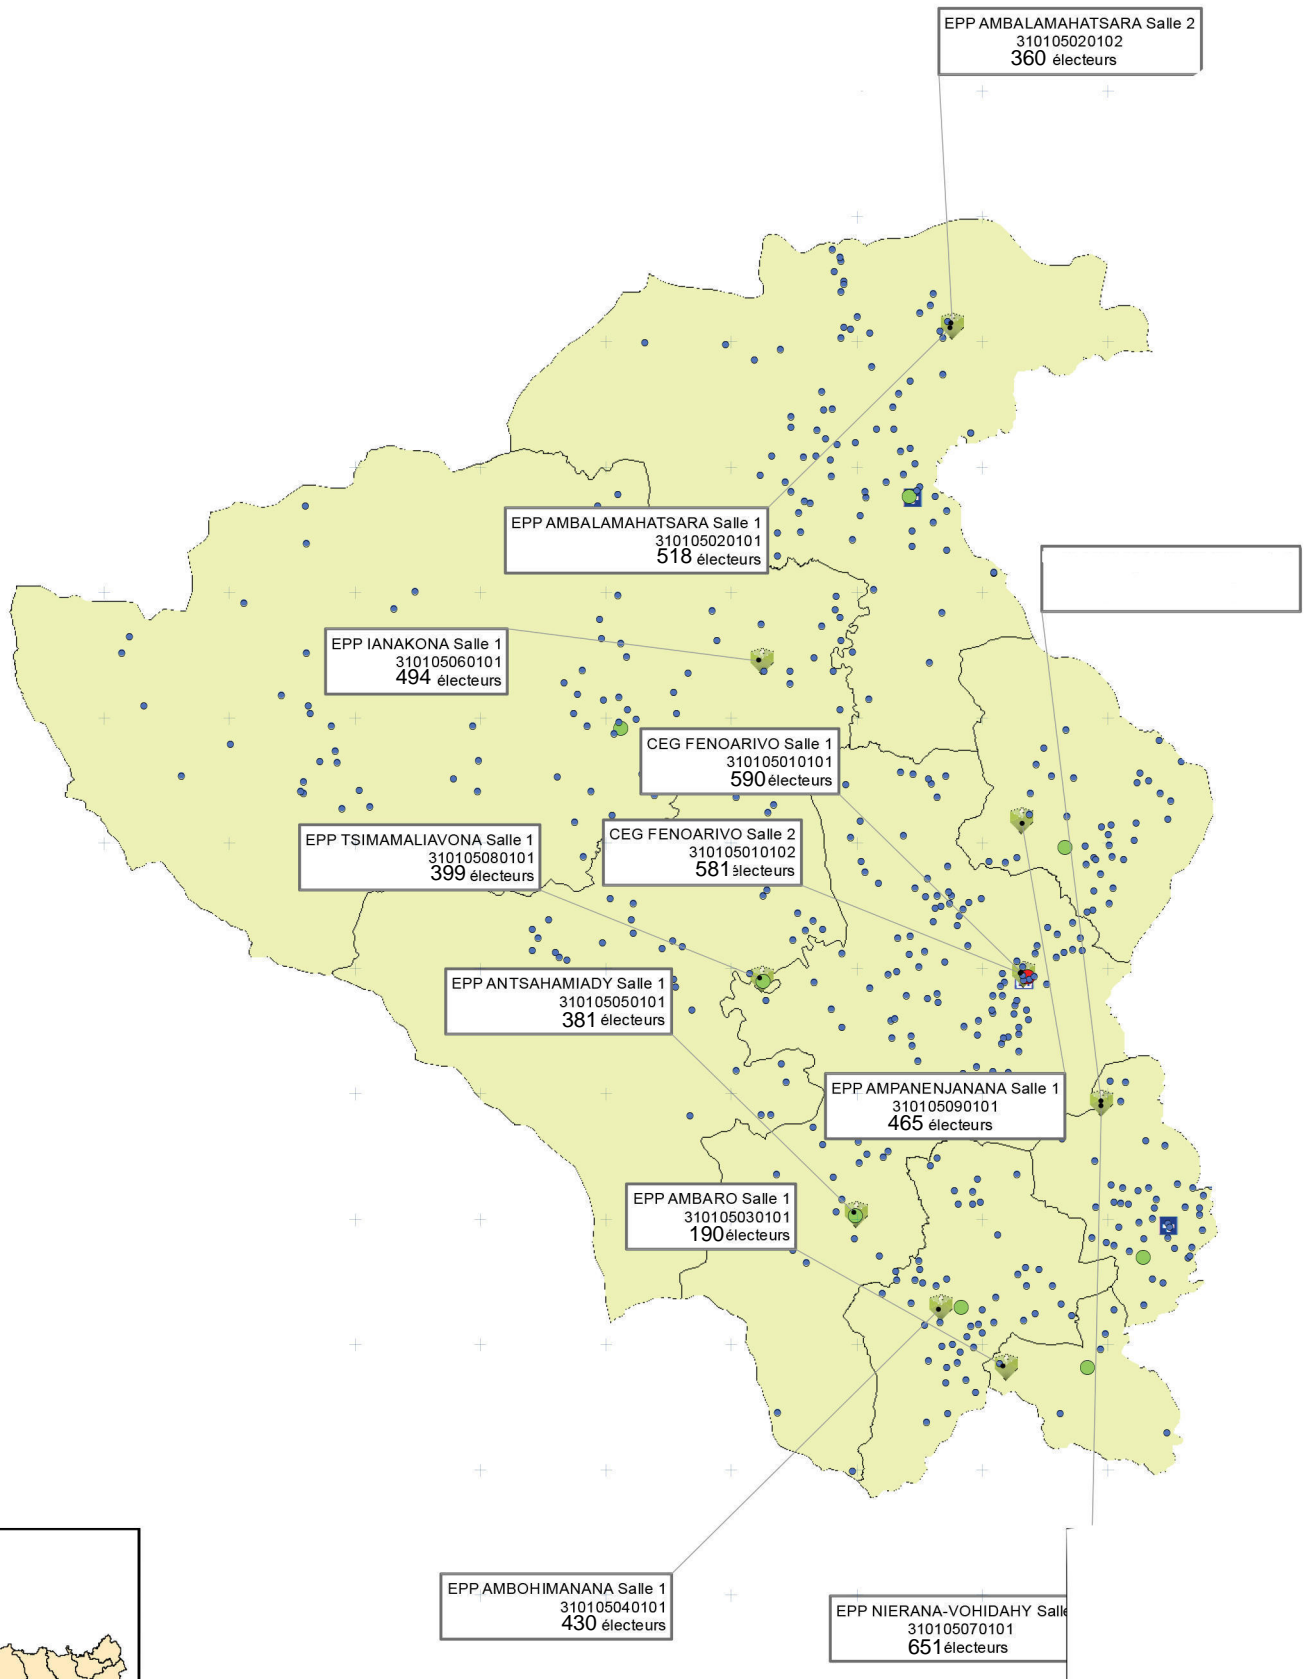 EPP AMBALAMAHATSARA Salle 2
310105020102
360 électeurs
EPP AMBALAMAHATSARA Salle 1
310105020101
518 électeurs
EPP IANAKONA Salle 1
310105060101
494 électeurs
CEG FENOARIVO Salle 1
310105010101
590 électeurs
EPP TSIMAMALIAVONA Salle 1
310105080101
399 électeurs
CEG FENOARIVO Salle 2
310105010102
581 électeurs
EPP ANTSAHAMIADY Salle 1
310105050101
381 électeurs
EPP AMPANENJANANA Salle 1
310105090101
465 électeurs
EPP AMBARO Salle 1
310105030101
190 électeurs
EPP AMBOHIMANANA Salle 1
310105040101
430 électeurs
EPP NIERANA-VOHIDAHY Salle
310105070101
651 électeurs